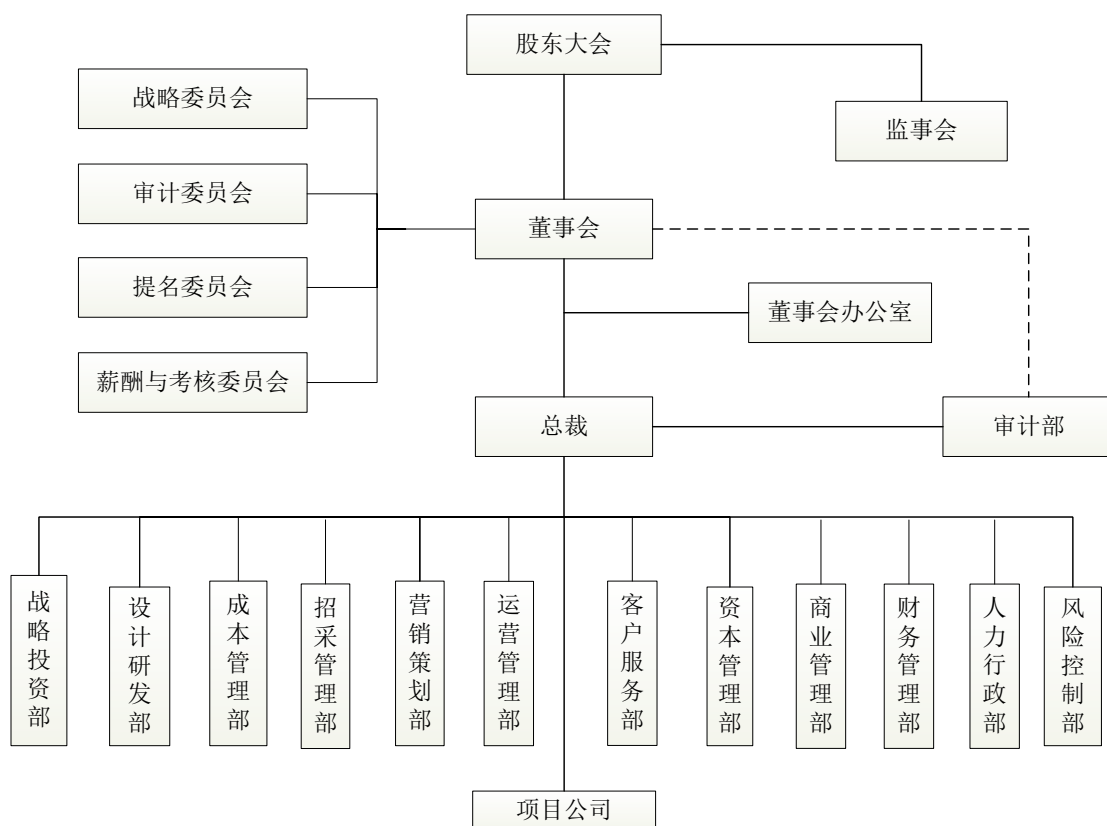 股东大会
战略委员会
监事会
审计委员会
董事会
提名委员会
董事会办公室
薪酬与考核委员会
总裁
审计部
战略投资部
设计研发部
成本管理部
招采管理部
营销策划部
运营管理部
客户服务部
资本管理部
商业管理部
财务管理部
人力行政部
风险控制部
项目公司